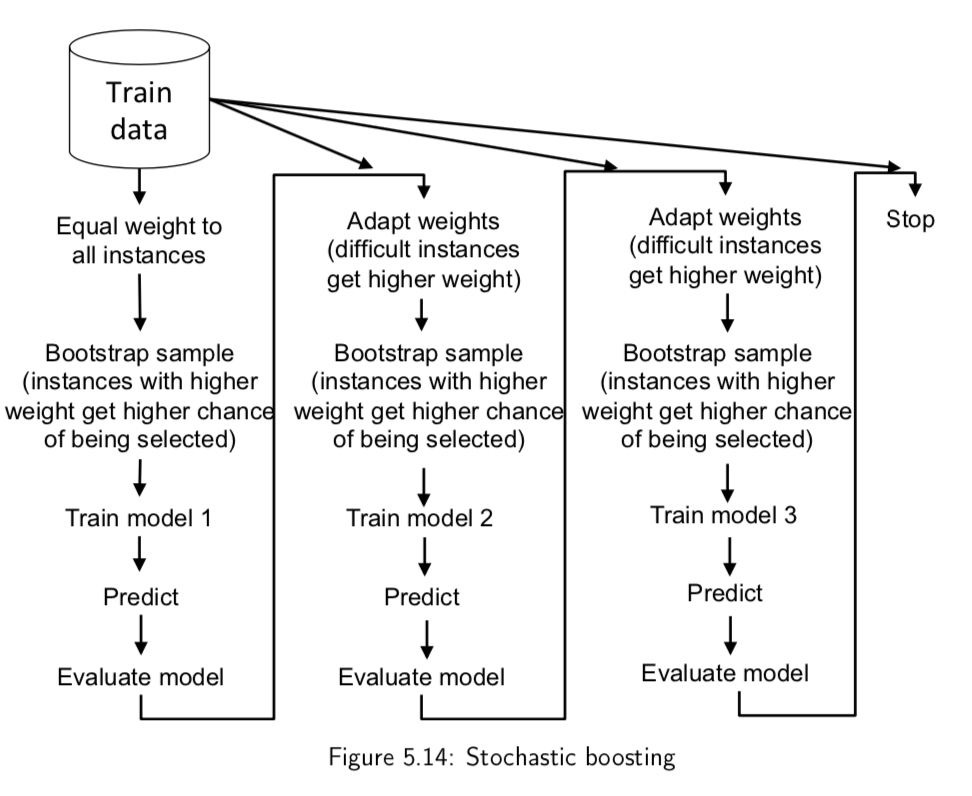 Train
data
Equal weight to
all instances
Bootstrap sample
(instances with higher
weight get higher chance
of being selected)
Train model 1
Predict
Evaluate model
Adapt weights
(difficult instances
get higher weight)
Bootstrap sample
(instances with higher
weight get higher chance
of being selected)
Train model 2
Predict
Evaluate model
Adapt weights
(difficult instances
get higher weight)
Bootstrap sample
(instances with higher
weight get higher chance
of being selected)
Train model 3
Predict
Evaluate model
Stop
Figure 5.14: Stochastic boosting